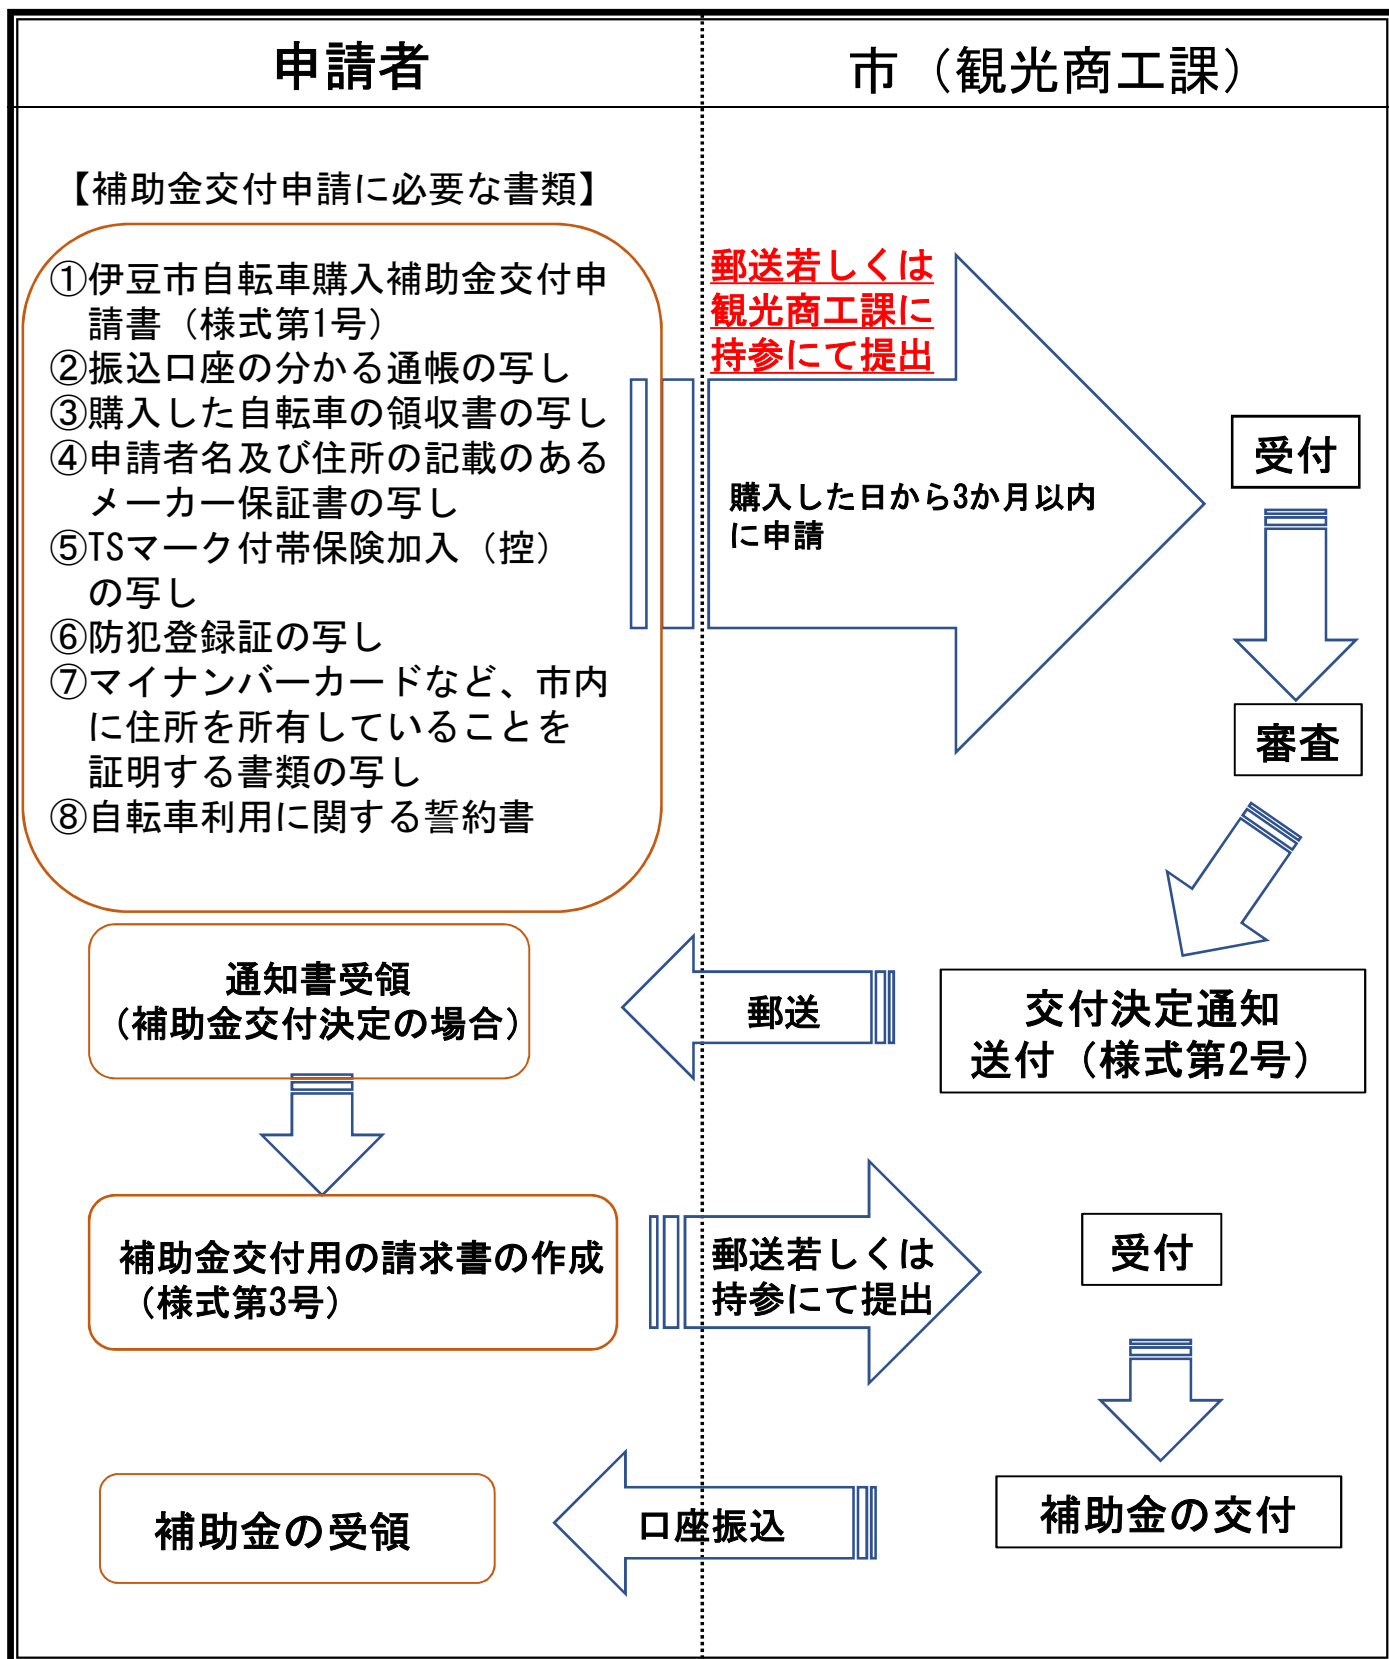 申請者
市（観光商工課）
【補助金交付申請に必要な書類】
①伊豆市自転車購入補助金交付申
請書（様式第1号）
②振込口座の分かる通帳の写し
③購入した自転車の領収書の写し
④申請者名及び住所の記載のある
メーカー保証書の写し
⑤TSマーク付帯保険加入（控）
の写し
⑥防犯登録証の写し
⑦マイナンバーカードなど、市内
に住所を所有していることを
証明する書類の写し
⑧自転車利用に関する誓約書
郵送若しくは
観光商工課に
持参にて提出
購入した日から3か月以内
に申請
受付
審査
交付決定通知
送付（様式第2号）
郵送
通知書受領
（補助金交付決定の場合）
補助金交付用の請求書の作成
（様式第3号）
郵送若しくは
持参にて提出
受付
補助金の交付
口座振込
補助金の受領